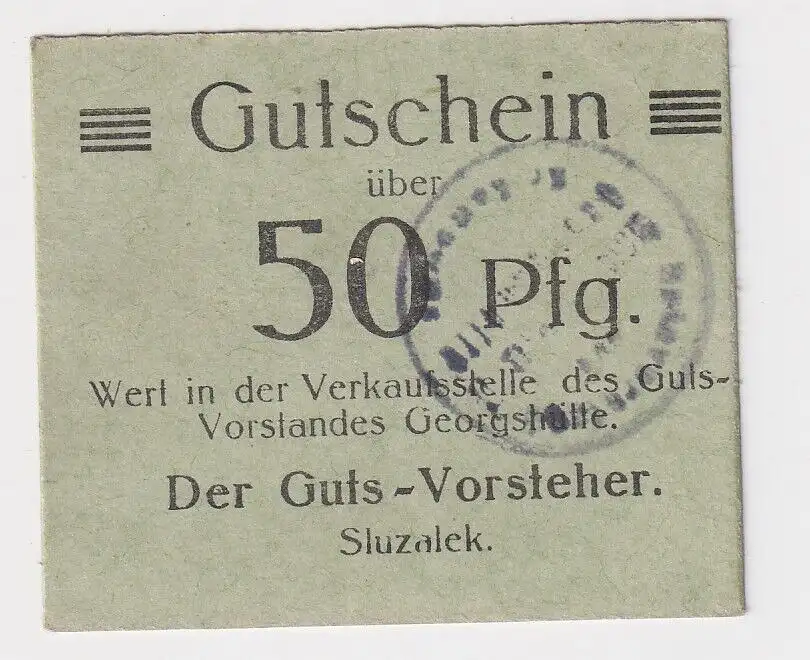 Gutschein
über
50 Pfg.
Wert in der Verkaufsstelle des Guts-
Vorstandes Georgshütte.
Der Guts-Vorsteher.
Sluzalek.